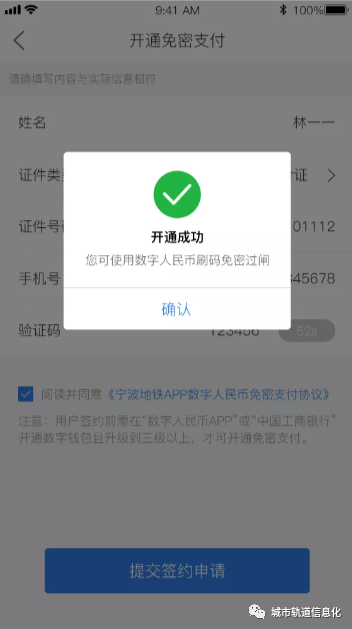 9:41 AM 100%
开通免密支付
请确填写内容与实际信息相符
姓名 林一一
证件类 证
开通成功
您可使用数字人民币刷码免密过闸
证件号码 01112
手机号 345678
确认
验证码 123456 52s
阅读并同意《宁波地铁APP数字人民币免密支付协议》
注意：用户签约前需在“数字人民币APP”或“中国工商银行”
开通数字钱包且升级到三级以上，才可开通免密支付。
提交签约申请
城市轨道信息化